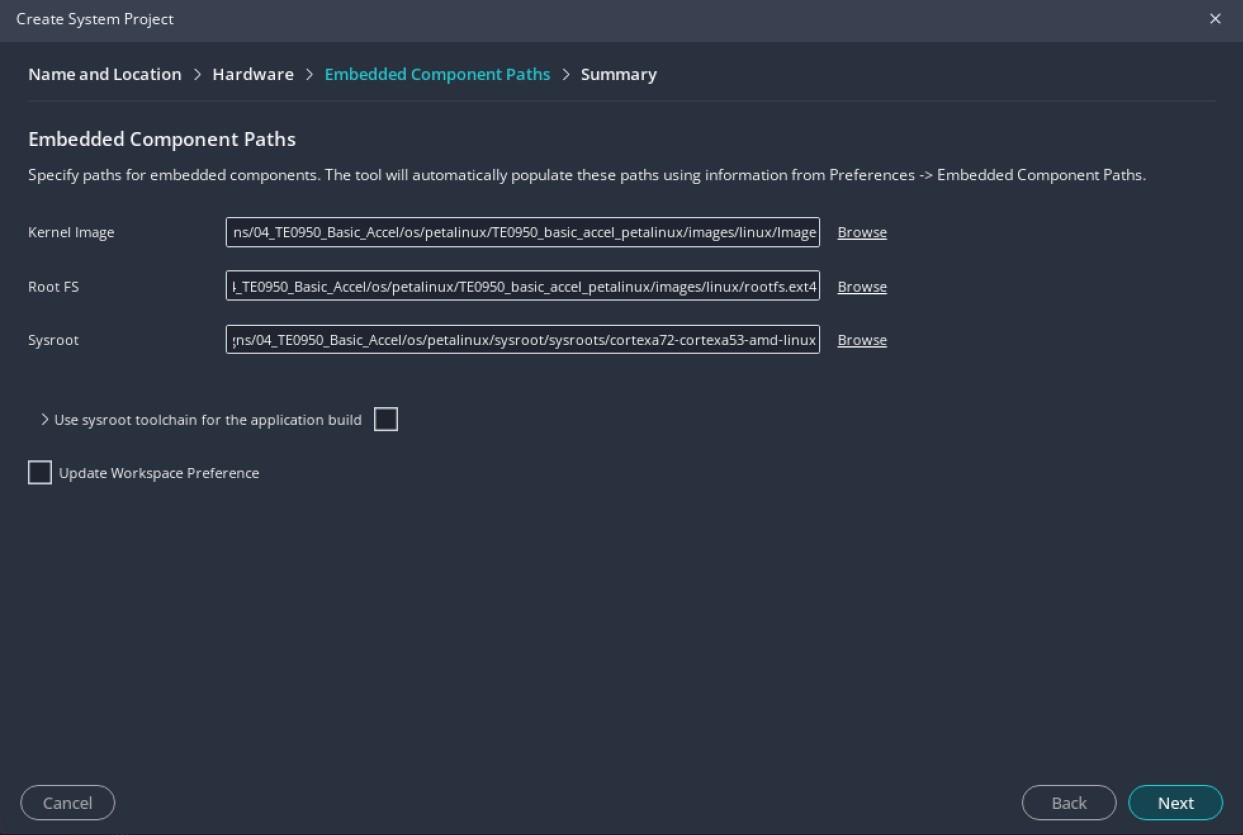 Create System Project
Name and Location > Hardware > Embedded Component Paths > Summary
Embedded Component Paths
Specify paths for embedded components. The tool will automatically populate these paths using information from Preferences -> Embedded Component Paths.
Kernel Image ns/04_TE0950_Basic_Accel/os/petalinux/TE0950_basic_accel_petalinux/images/linux/Image Browse
Root FS _TE0950_Basic_Accel/os/petalinux/TE0950_basic_accel_petalinux/images/linux/rootfs.ext4 Browse
Sysroot ns/04_TE0950_Basic_Accel/os/petalinux/sysroot/sysroots/cortexa72-cortexa53-amd-linux Browse
> Use sysroot toolchain for the application build
Update Workspace Preference
Cancel Back Next